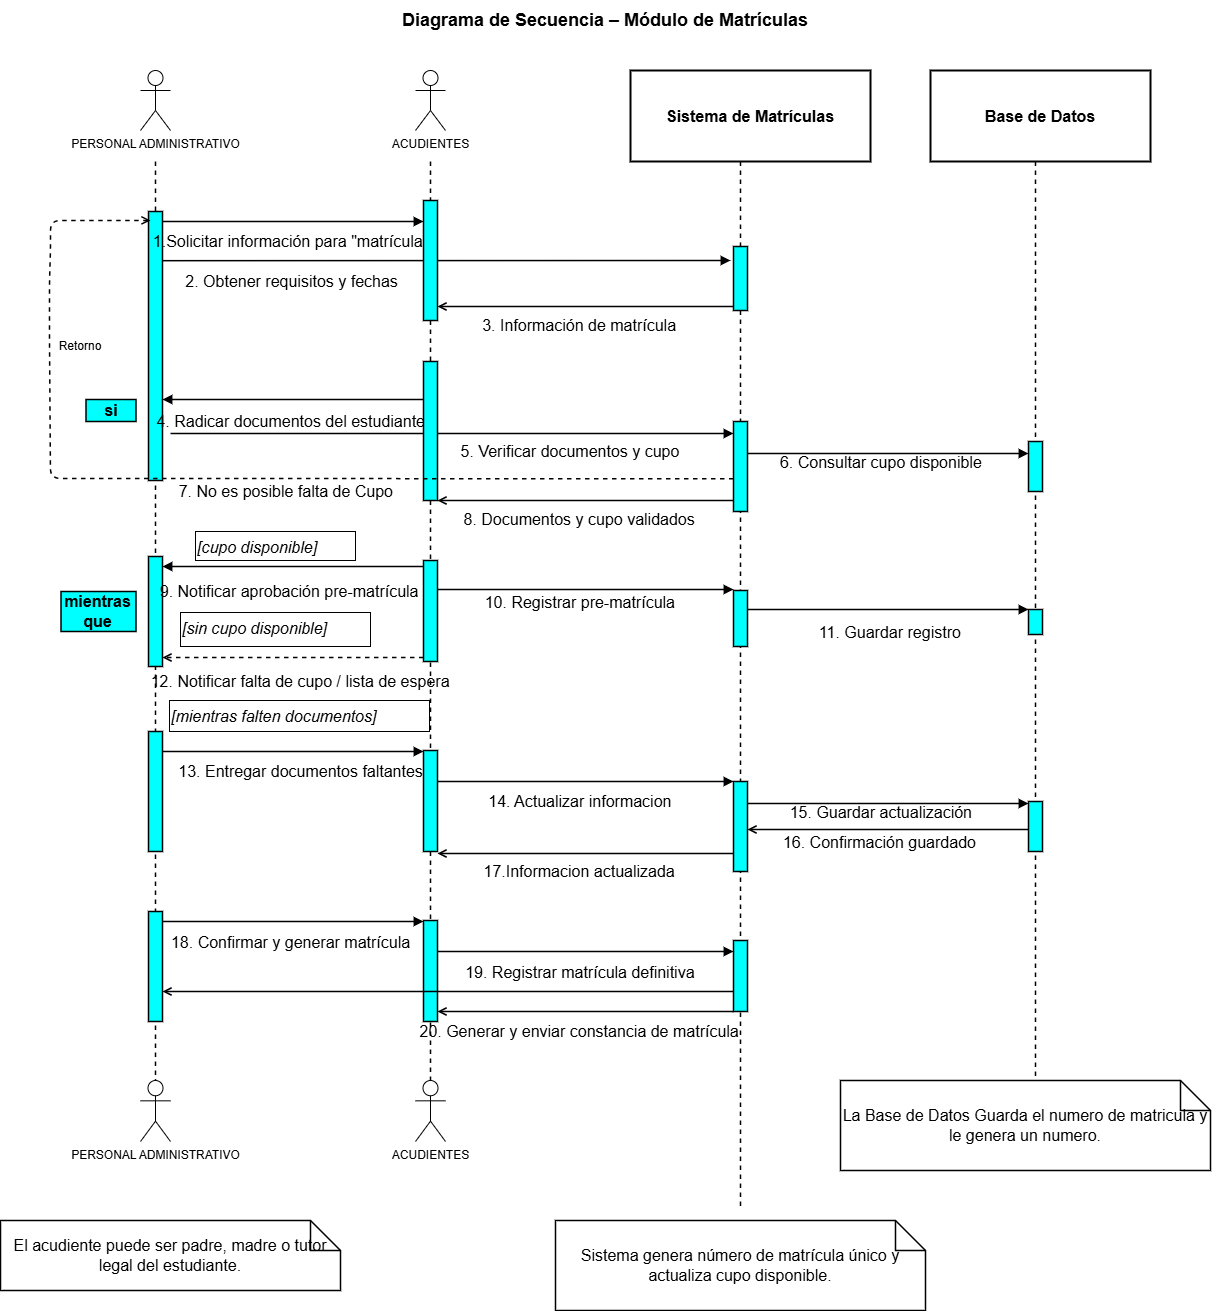 Diagrama de Secuencia – Módulo de Matrículas
PERSONAL ADMINISTRATIVO
ACUDIENTES
Sistema de Matrículas
Base de Datos
1.Solicitar información para "matrícula
2. Obtener requisitos y fechas
3. Información de matrícula
Retorno
si
4. Radicar documentos del estudiante
5. Verificar documentos y cupo
6. Consultar cupo disponible
7. No es posible falta de Cupo
8. Documentos y cupo validados
[cupo disponible]
mientras
que
9. Notificar aprobación pre-matrícula
10. Registrar pre-matrícula
11. Guardar registro
[sin cupo disponible]
12. Notificar falta de cupo / lista de espera
[mientras falten documentos]
13. Entregar documentos faltantes
14. Actualizar informacion
15. Guardar actualización
16. Confirmación guardado
17.Informacion actualizada
18. Confirmar y generar matrícula
19. Registrar matrícula definitiva
20. Generar y enviar constancia de matrícula
PERSONAL ADMINISTRATIVO
ACUDIENTES
La Base de Datos Guarda el numero de matricula y
le genera un numero.
El acudiente puede ser padre, madre o tutor
legal del estudiante.
Sistema genera número de matrícula único y
actualiza cupo disponible.